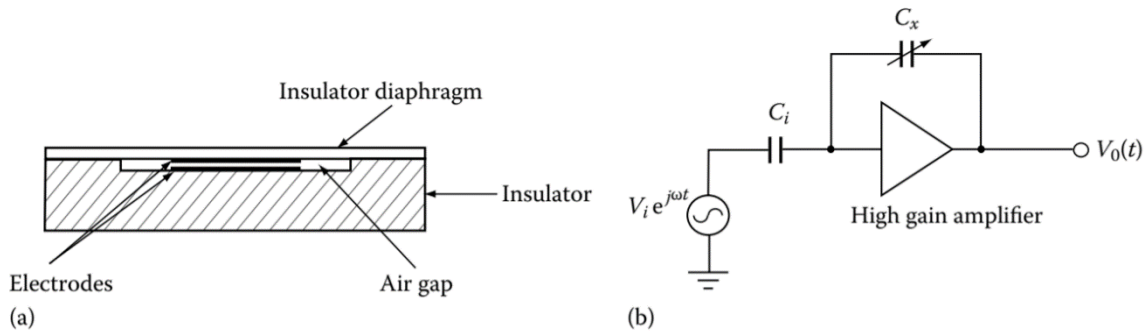 Insulator diaphragm
Insulator
Electrodes
Air gap
(a)
C_x
C_i
V_i e^{jωt}
V_0(t)
High gain amplifier
(b)